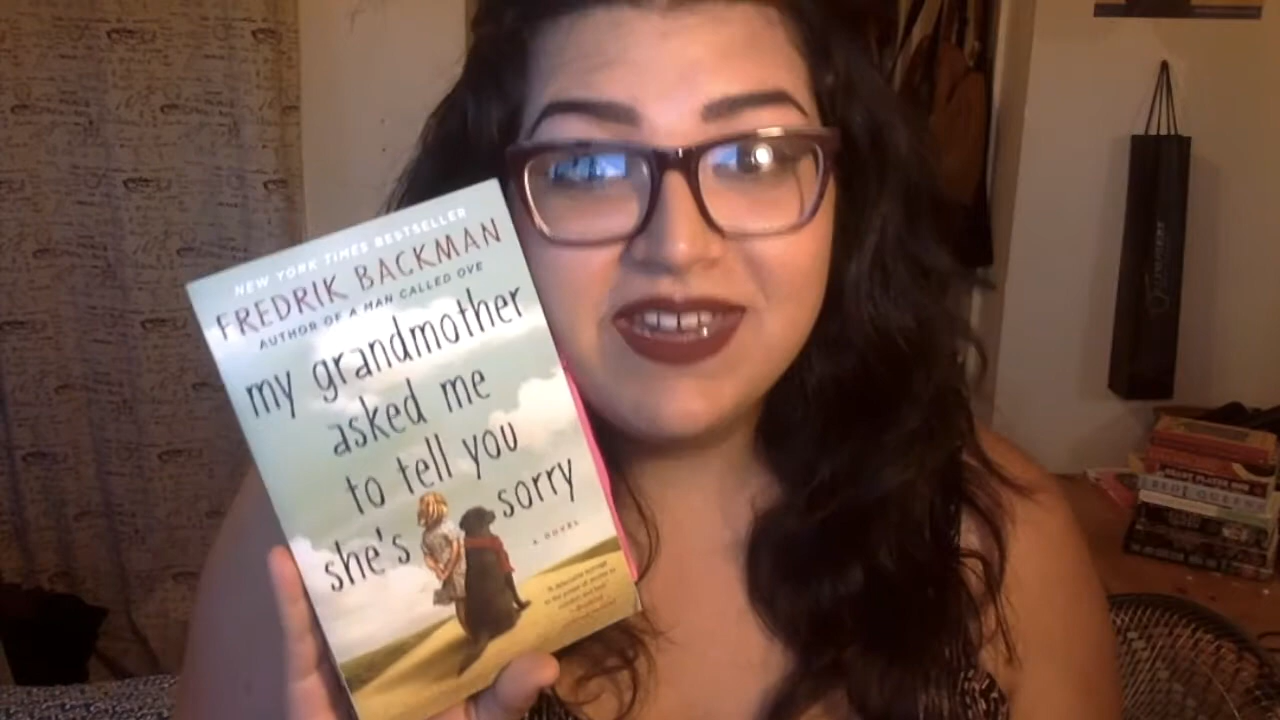 NEW YORK TIMES BESTSELLER
FREDRIK BACKMAN
AUTHOR OF A MAN CALLED OVE
my grandmother
asked me
to tell you
she's sorry
A NOVEL